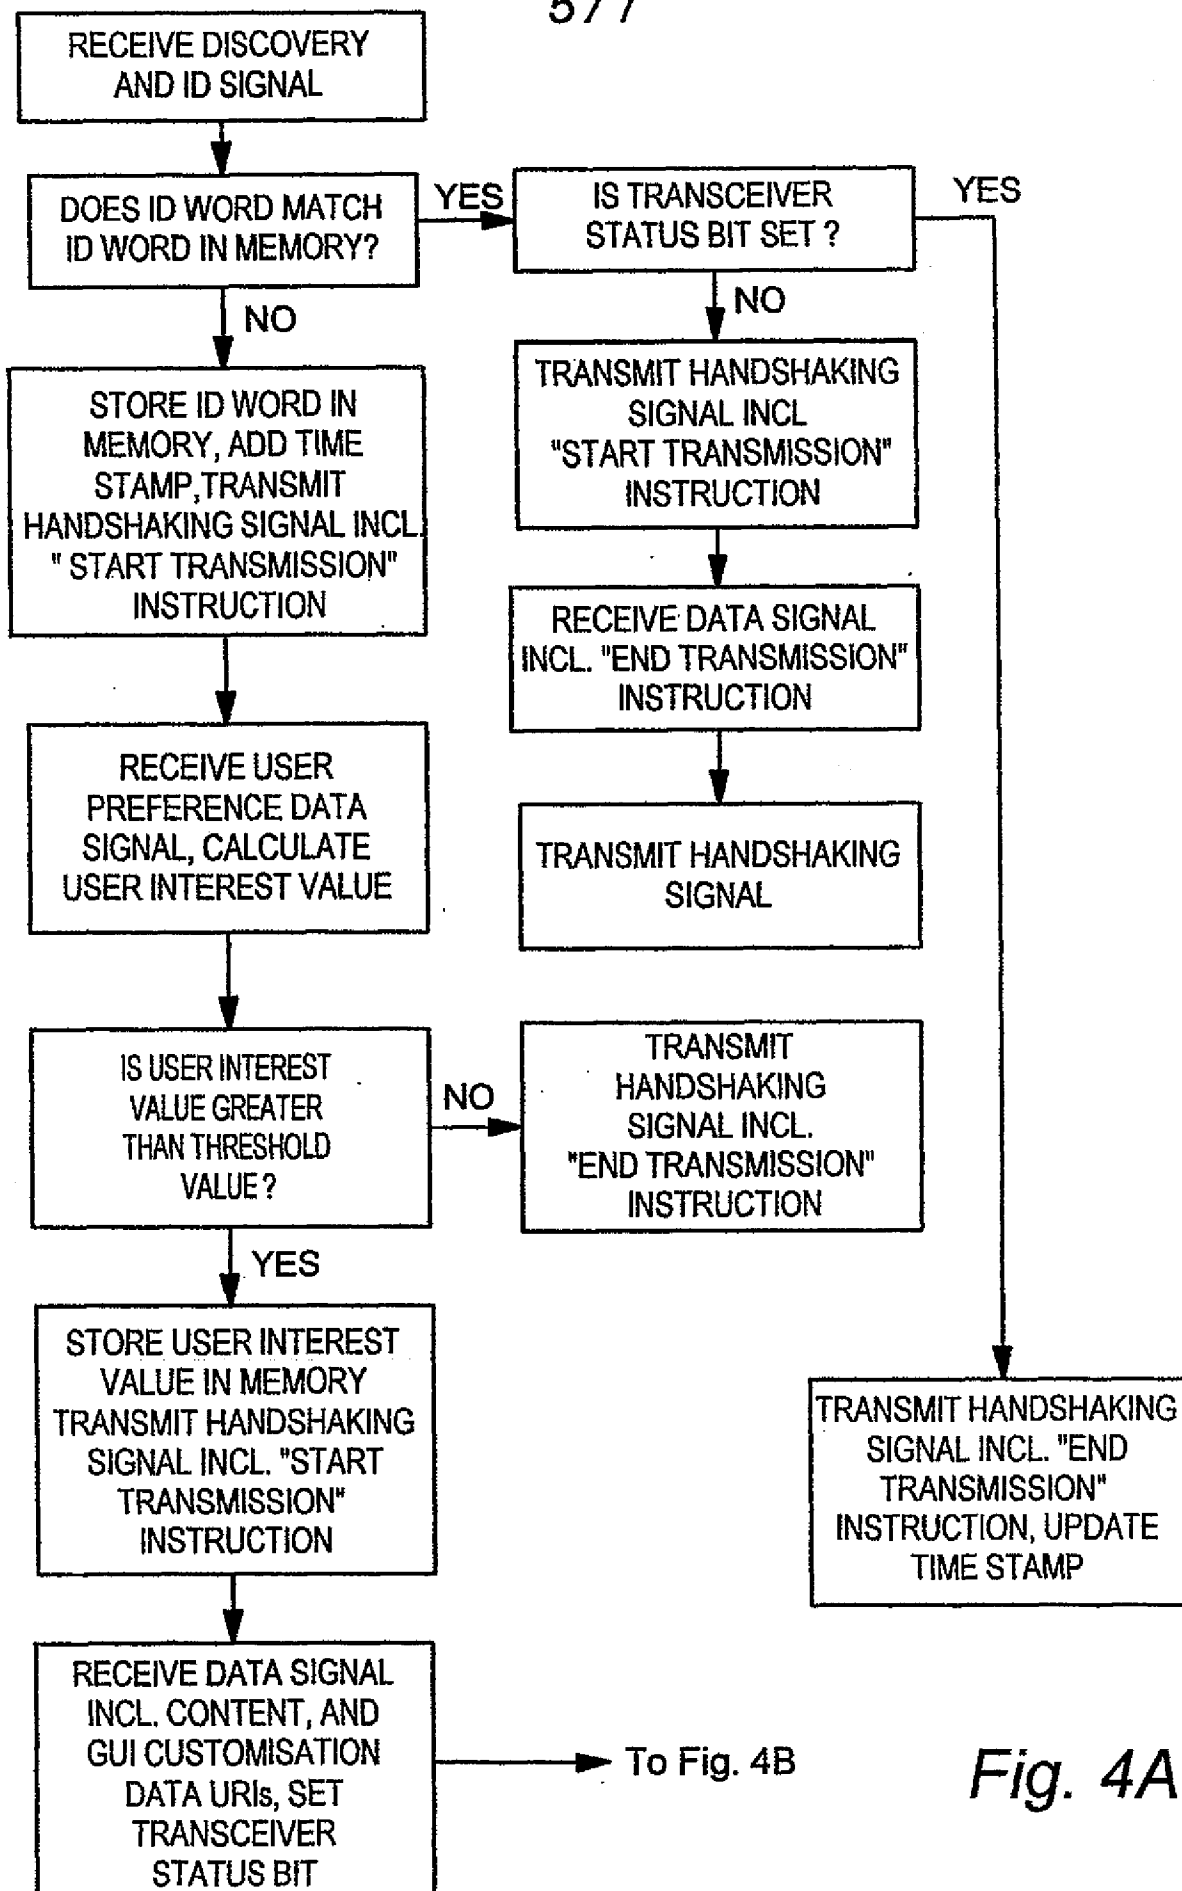 577
RECEIVE DISCOVERY
AND ID SIGNAL
DOES ID WORD MATCH
ID WORD IN MEMORY?
YES
IS TRANSCEIVER
STATUS BIT SET ?
YES
NO
NO
STORE ID WORD IN
MEMORY, ADD TIME
STAMP,TRANSMIT
HANDSHAKING SIGNAL INCL.
" START TRANSMISSION"
INSTRUCTION
TRANSMIT HANDSHAKING
SIGNAL INCL
"START TRANSMISSION"
INSTRUCTION
RECEIVE DATA SIGNAL
INCL. "END TRANSMISSION"
INSTRUCTION
TRANSMIT HANDSHAKING
SIGNAL
RECEIVE USER
PREFERENCE DATA
SIGNAL, CALCULATE
USER INTEREST VALUE
IS USER INTEREST
VALUE GREATER
THAN THRESHOLD
VALUE ?
NO
TRANSMIT
HANDSHAKING
SIGNAL INCL.
"END TRANSMISSION"
INSTRUCTION
YES
STORE USER INTEREST
VALUE IN MEMORY
TRANSMIT HANDSHAKING
SIGNAL INCL. "START
TRANSMISSION"
INSTRUCTION
TRANSMIT HANDSHAKING
SIGNAL INCL. "END
TRANSMISSION"
INSTRUCTION, UPDATE
TIME STAMP
RECEIVE DATA SIGNAL
INCL. CONTENT, AND
GUI CUSTOMISATION
DATA URIs, SET
TRANSCEIVER
STATUS BIT
To Fig. 4B
Fig. 4A